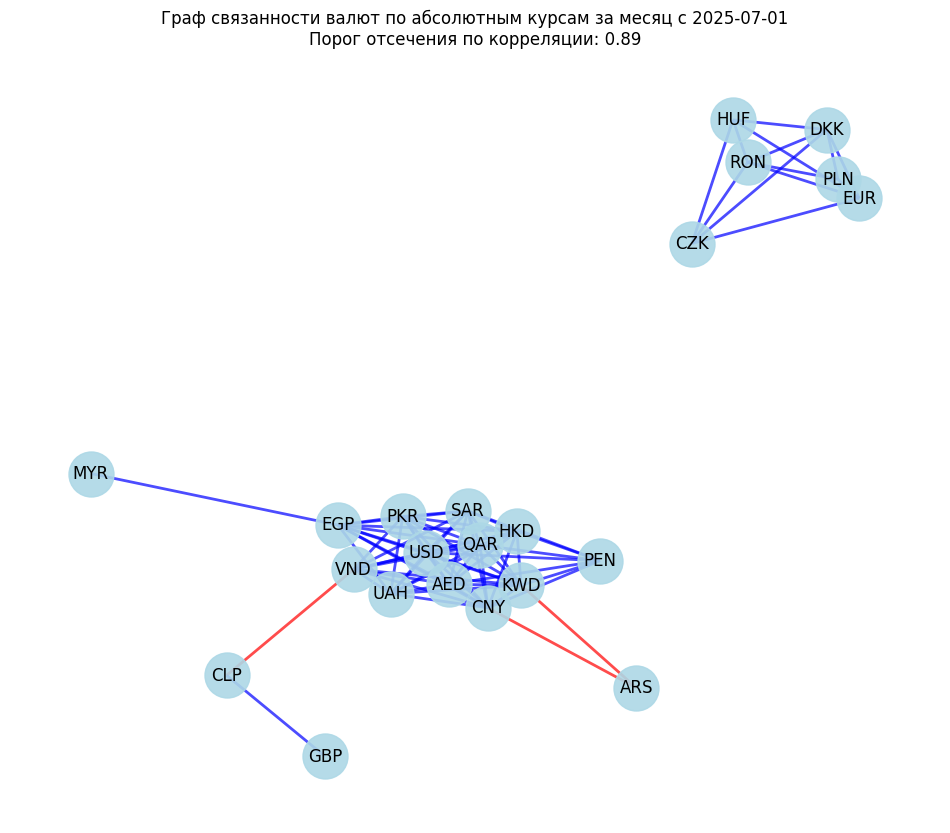 Граф связанности валют по абсолютным курсам за месяц с 2025-07-01
Порог отсечения по корреляции: 0.89
HUF
DKK
RON
PLN
EUR
CZK
MYR
SAR
PKR
EGP
HKD
QAR
USD
PEN
VND
AED
KWD
UAH
CNY
CLP
ARS
GBP